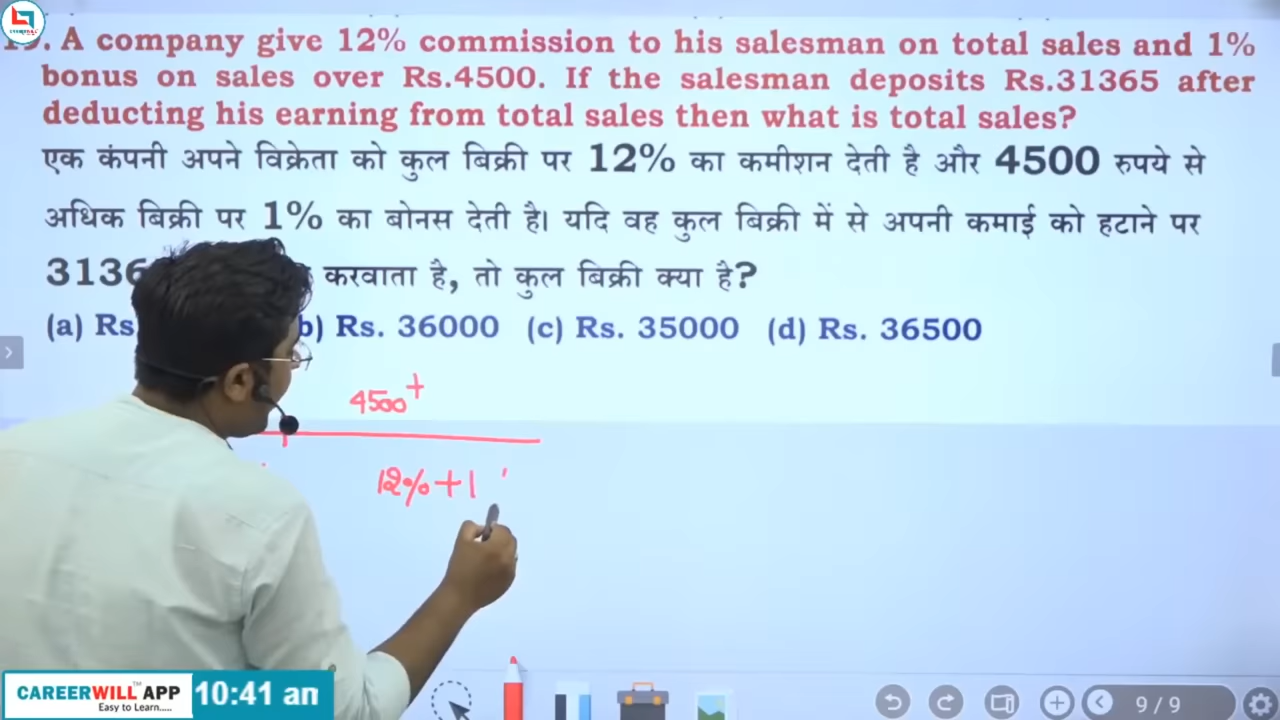 CAREERWILL
. A company give 12% commission to his salesman on total sales and 1%
bonus on sales over Rs.4500. If the salesman deposits Rs.31365 after
deducting his earning from total sales then what is total sales?
एक कंपनी अपने विक्रेता को कुल बिक्री पर 12% का कमीशन देती है और 4500 रुपये से
अधिक बिक्री पर 1% का बोनस देती है। यदि वह कुल बिक्री में से अपनी कमाई को हटाने पर
3136 करवाता है, तो कुल बिक्री क्या है?
(a) Rs b) Rs. 36000 (c) Rs. 35000 (d) Rs. 36500
4500+
12%+1
CAREERWILL APP 10:41 an
Easy to Learn.....
9/9